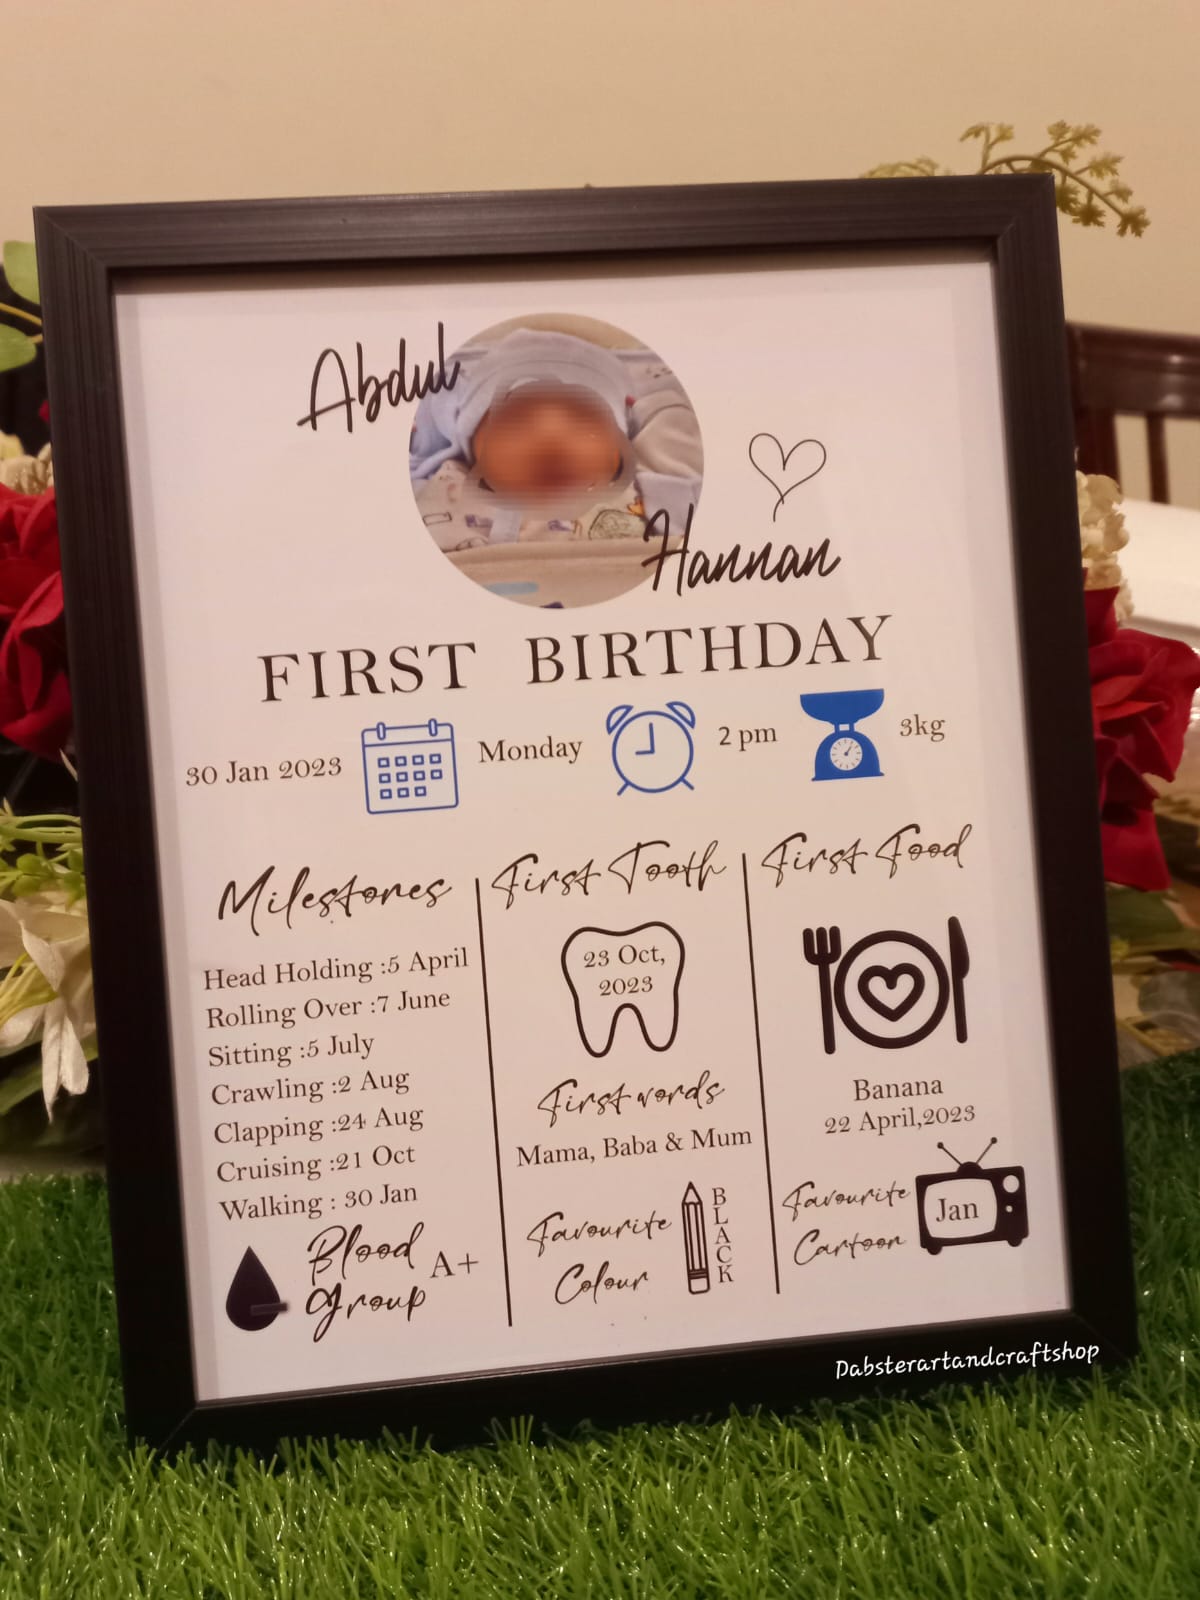 Abdul
Hannan
FIRST BIRTHDAY
30 Jan 2023
Monday
2 pm
3kg
Milestones
Head Holding :5 April
Rolling Over :7 June
Sitting :5 July
Crawling :2 Aug
Clapping :24 Aug
Cruising :21 Oct
Walking : 30 Jan
Blood
Group
A+
First Tooth
23 Oct,
2023
First words
Mama, Baba & Mum
Favourite
Colour
BLACK
First Food
Banana
22 April,2023
Favourite
Cartoon
Jan
Dabsterartandcraftshop